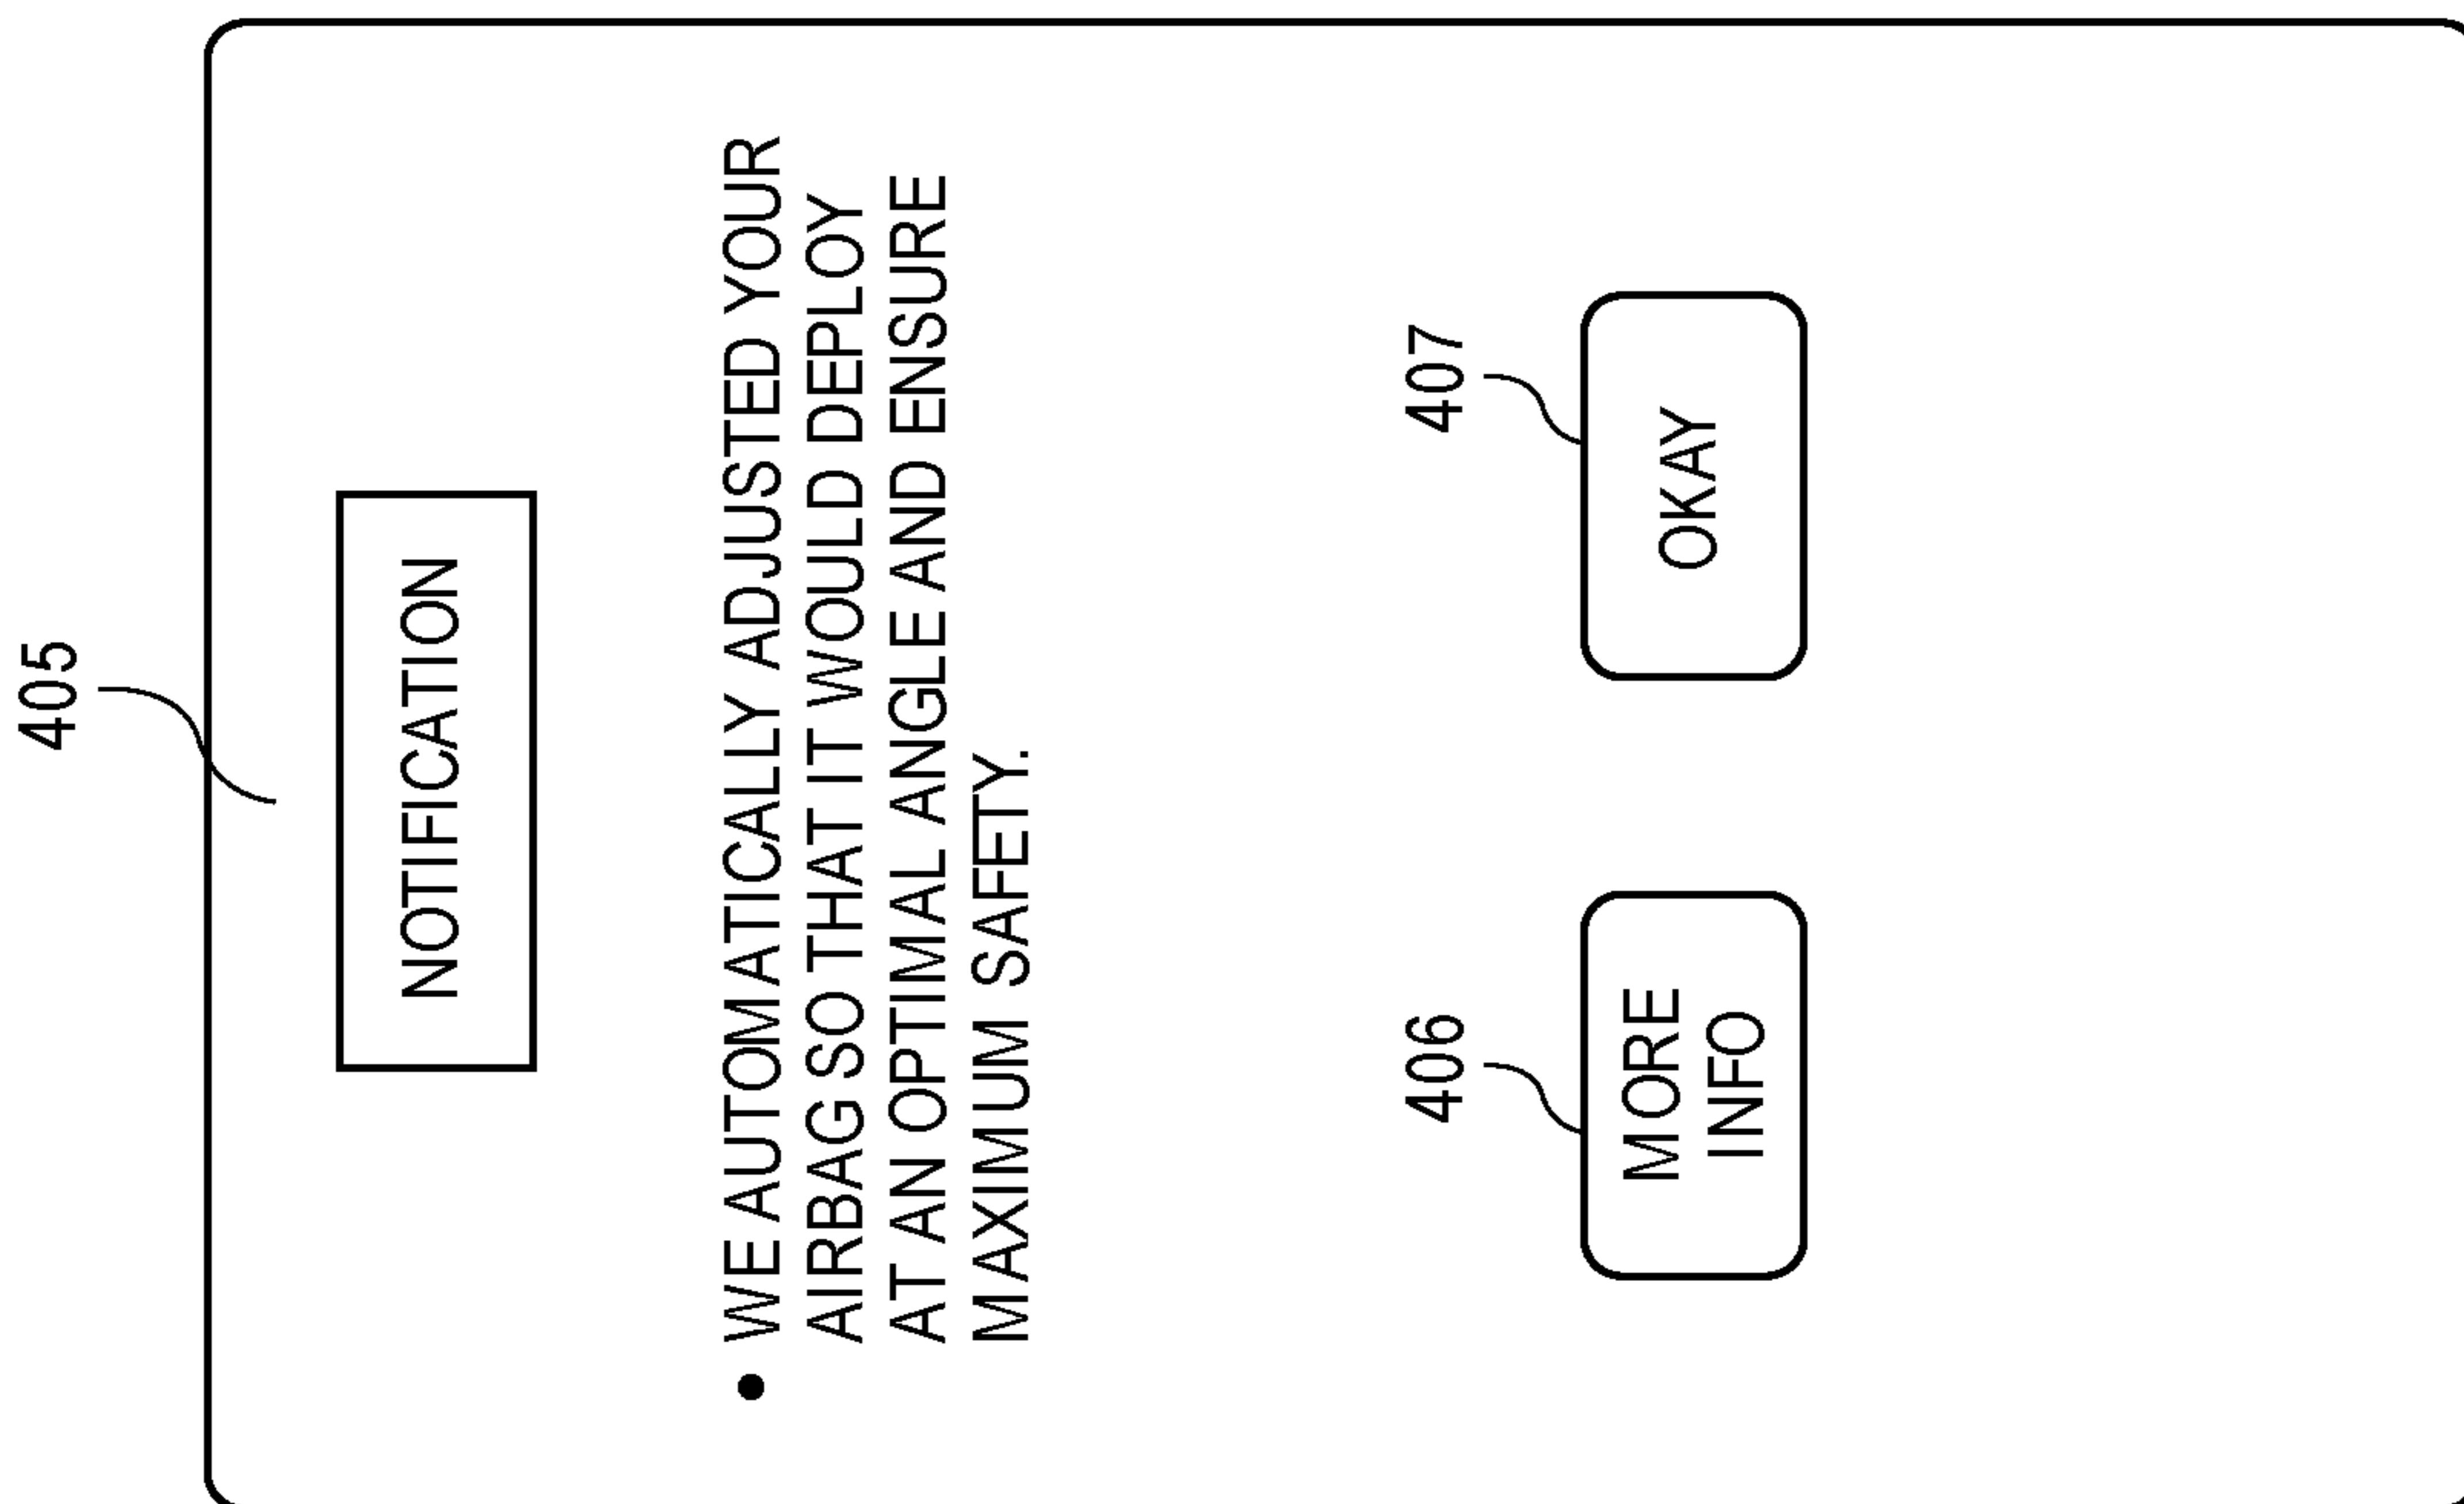 405
NOTIFICATION
• WE AUTOMATICALLY ADJUSTED YOUR
AIRBAG SO THAT IT WOULD DEPLOY
AT AN OPTIMAL ANGLE AND ENSURE
MAXIMUM SAFETY.
406
MORE
INFO
407
OKAY